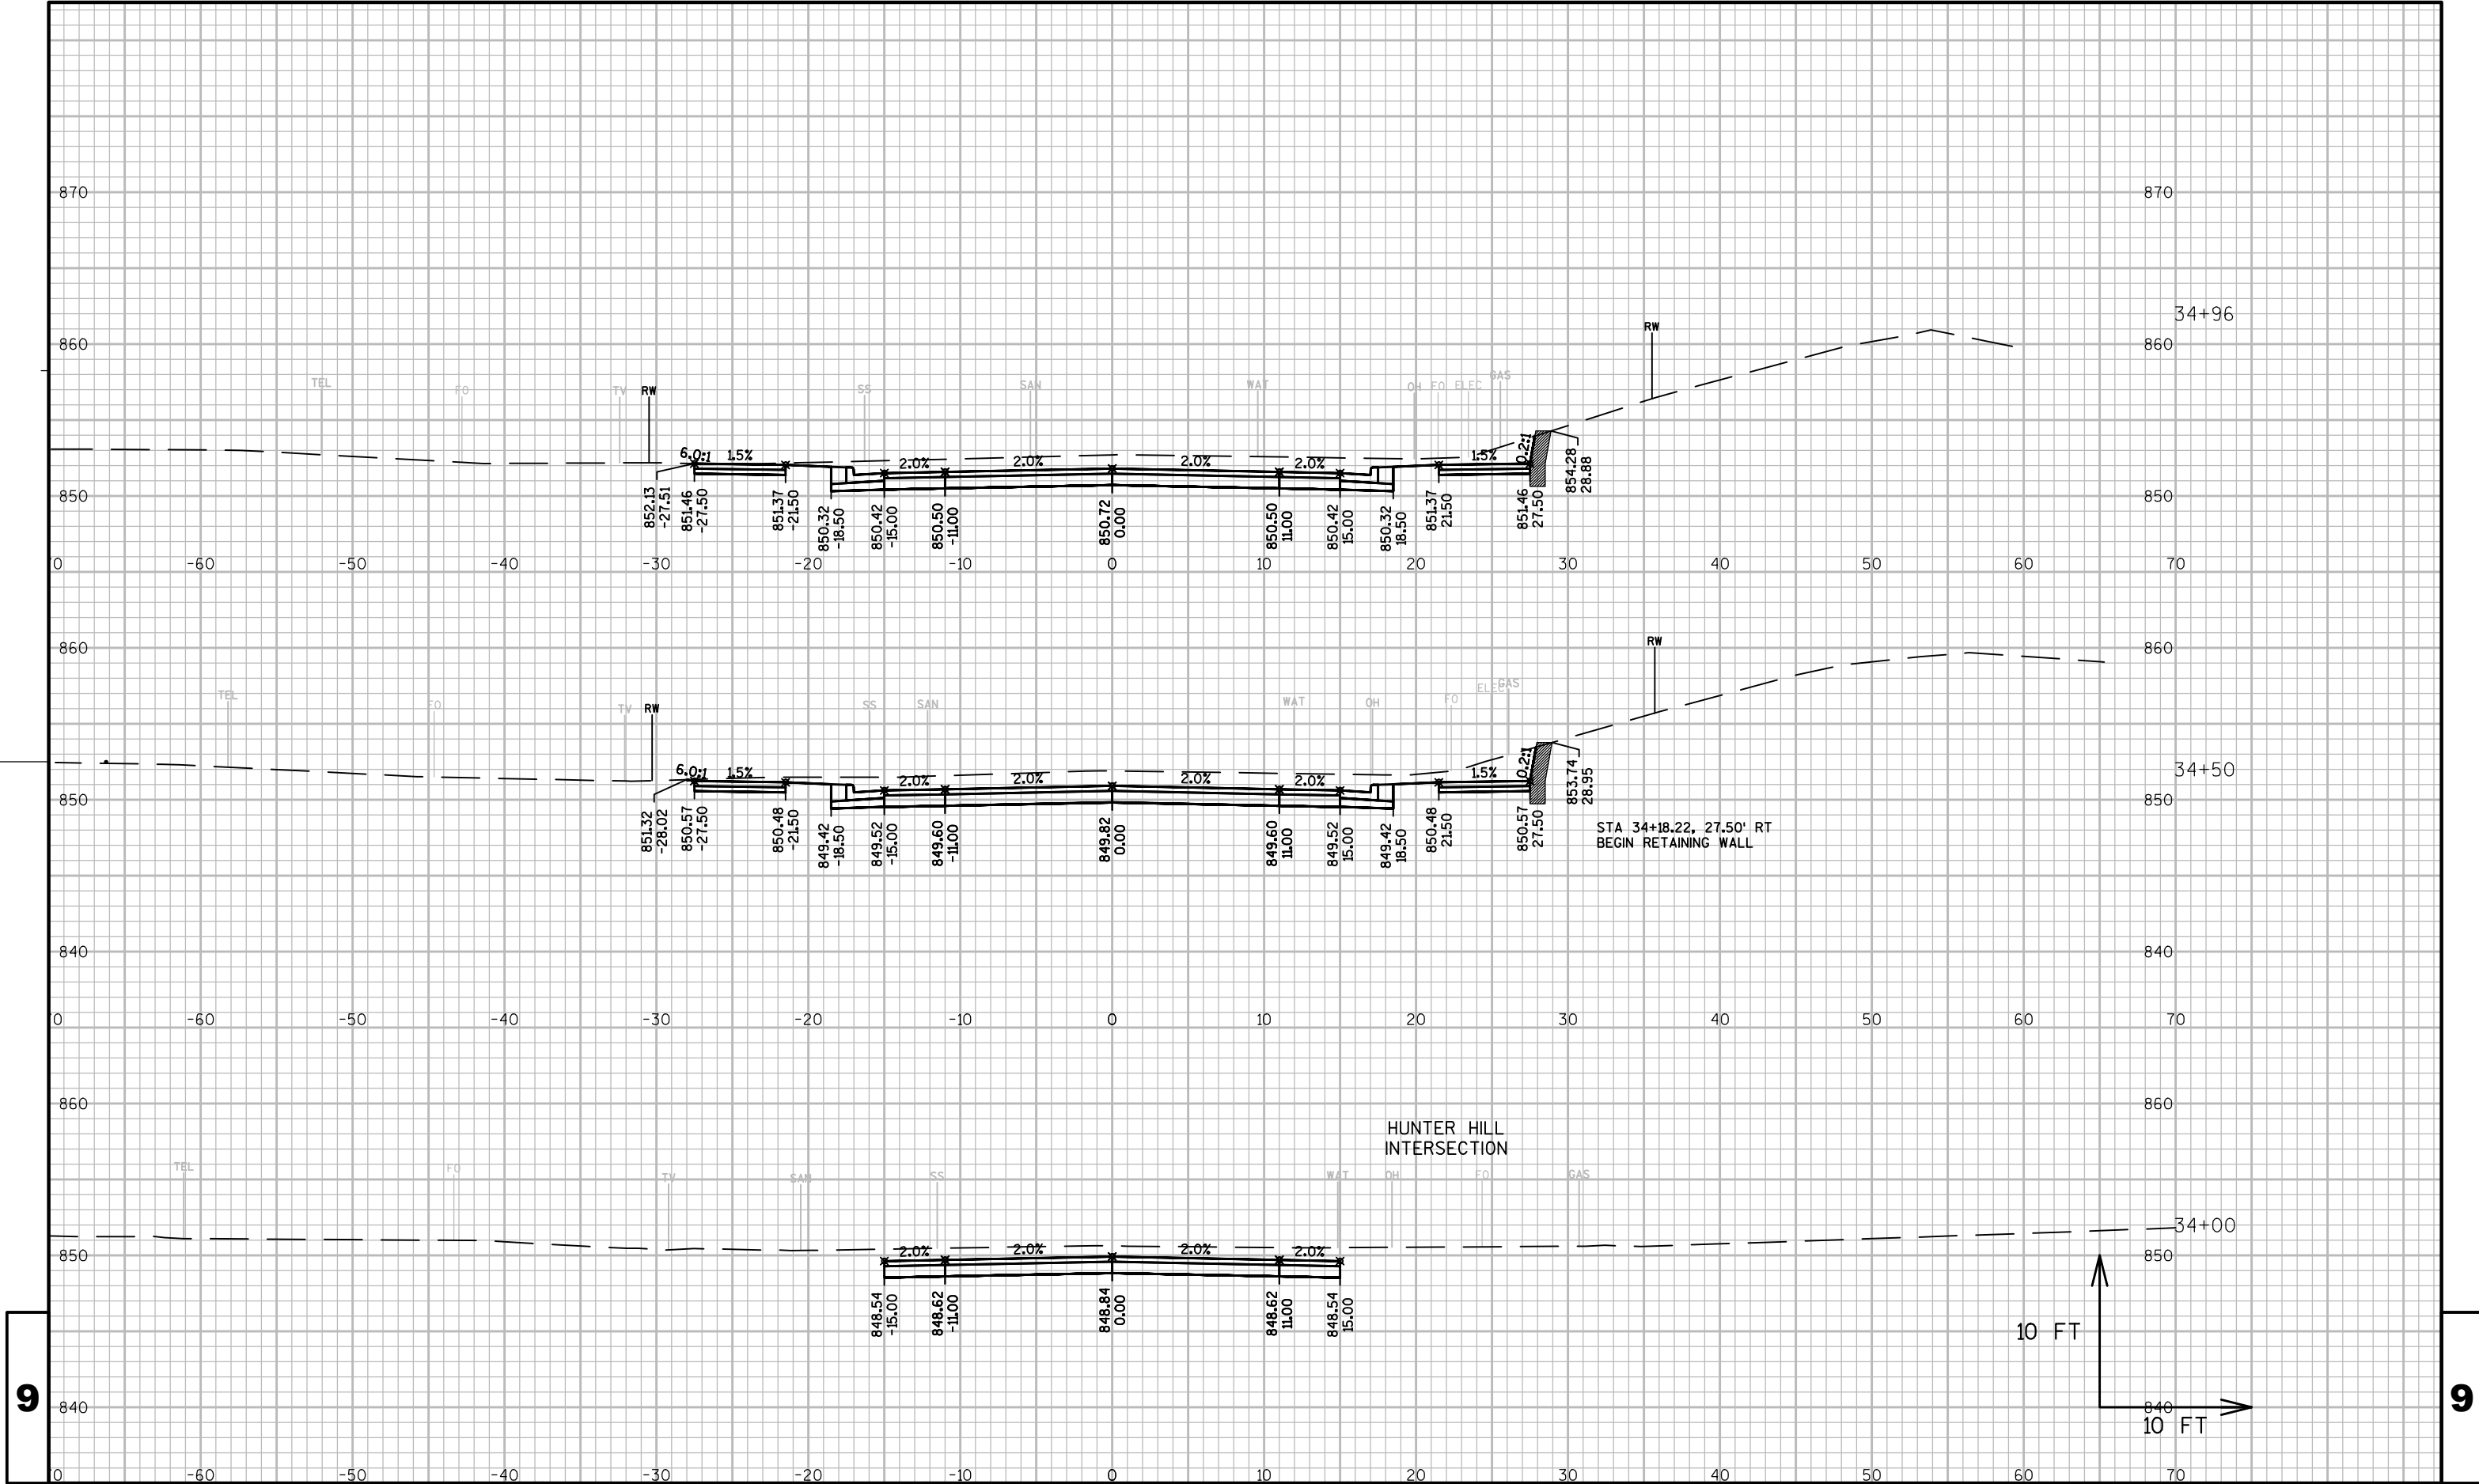 870 870
34+96
860 860
RW
TEL FO TV RW SS SAN WAT OH FO ELEC GAS
6.0:1 1.5% 2.0% 2.0% 2.0% 2.0% 1.5% 0.2:1
850 850
852.13 851.46 851.37 850.32 850.42 850.50 850.72 850.50 850.42 850.32 851.37 851.46 854.28
-27.51 -27.50 -21.50 -18.50 -15.00 -11.00 0.00 11.00 15.00 18.50 21.50 27.50 28.88
0 -60 -50 -40 -30 -20 -10 0 10 20 30 40 50 60 70
860 860
RW
TEL FO TV RW SS SAN WAT OH FO ELEC GAS
34+50
6.0:1 1.5% 2.0% 2.0% 2.0% 2.0% 1.5% 0.2:1
850 850
851.32 850.57 850.48 849.42 849.52 849.60 849.82 849.60 849.52 849.42 850.48 850.57 853.74
-28.02 -27.50 -21.50 -18.50 -15.00 -11.00 0.00 11.00 15.00 18.50 21.50 27.50 28.95
STA 34+18.22, 27.50' RT
BEGIN RETAINING WALL
840 840
0 -60 -50 -40 -30 -20 -10 0 10 20 30 40 50 60 70
860 860
HUNTER HILL
INTERSECTION
TEL FO TV SAN SS WAT OH FO GAS
34+00
2.0% 2.0% 2.0% 2.0%
850 850
848.54 848.62 848.84 848.62 848.54
-15.00 -11.00 0.00 11.00 15.00
10 FT
9 9
840 840
10 FT
0 -60 -50 -40 -30 -20 -10 0 10 20 30 40 50 60 70